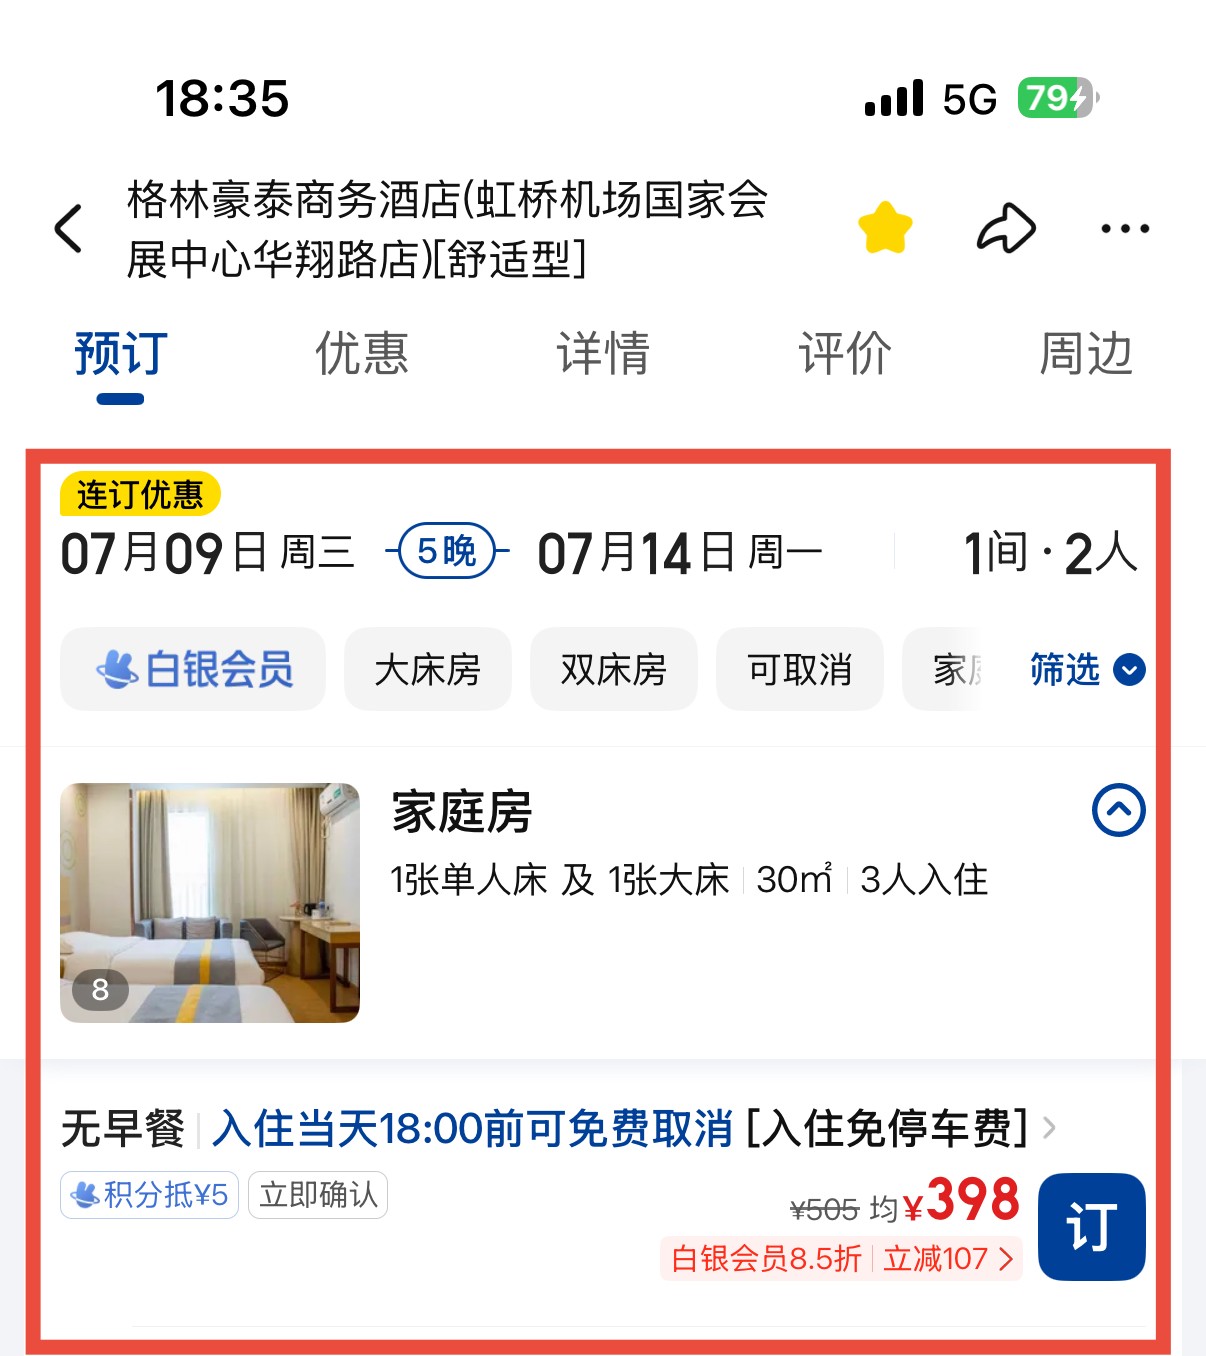 18:35 5G 79
格林豪泰商务酒店(虹桥机场国家会
展中心华翔路店)[舒适型]
预订 优惠 详情 评价 周边
连订优惠
07月09日 周三 5晚 07月14日 周一 1间·2人
白银会员 大床房 双床房 可取消 家 筛选
家庭房
1张单人床 及 1张大床 30㎡ 3人入住
8
无早餐 入住当天18:00前可免费取消 [入住免停车费]
积分抵¥5 立即确认
¥505 均¥398 订
白银会员8.5折 立减107